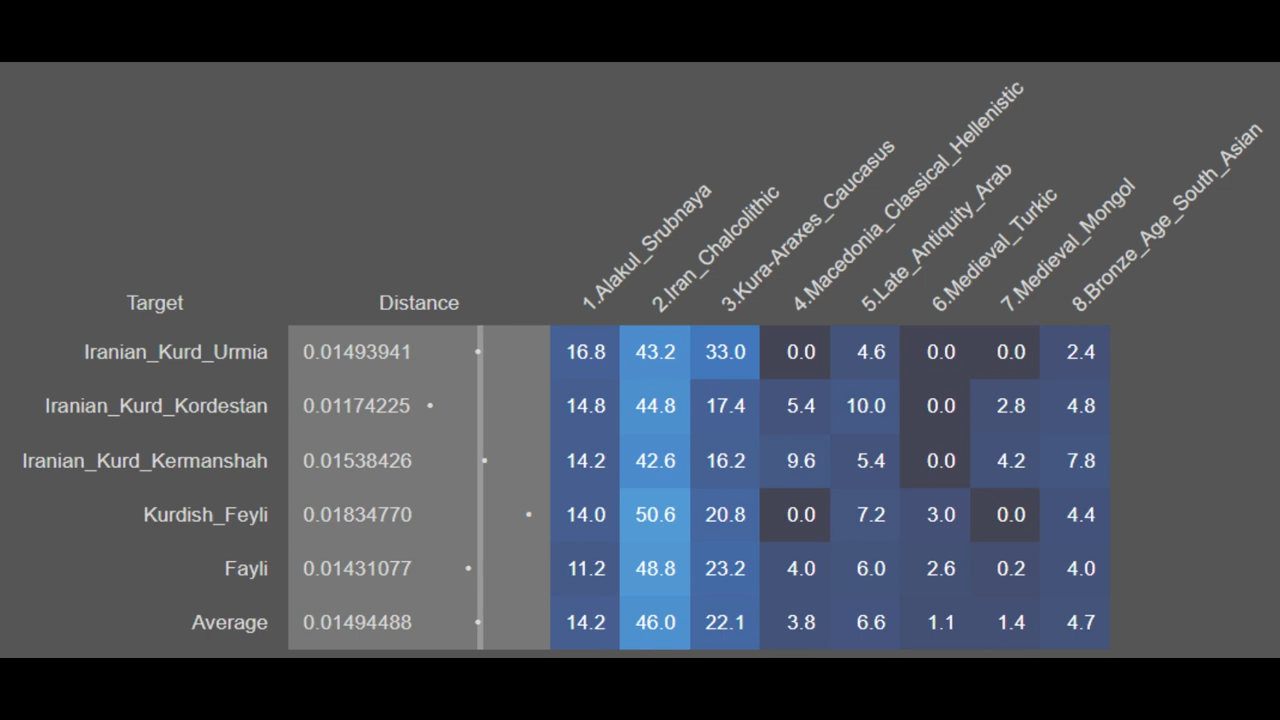 1.Alakul_Srubnaya
2.Iran_Chalcolithic
3.Kura-Araxes_Caucasus
4.Macedonia_Classical_Hellenistic
5.Late_Antiquity_Arab
6.Medieval_Turkic
7.Medieval_Mongol
8.Bronze_Age_South_Asian
Target Distance
Iranian_Kurd_Urmia 0.01493941 16.8 43.2 33.0 0.0 4.6 0.0 0.0 2.4
Iranian_Kurd_Kordestan 0.01174225 14.8 44.8 17.4 5.4 10.0 0.0 2.8 4.8
Iranian_Kurd_Kermanshah 0.01538426 14.2 42.6 16.2 9.6 5.4 0.0 4.2 7.8
Kurdish_Feyli 0.01834770 14.0 50.6 20.8 0.0 7.2 3.0 0.0 4.4
Fayli 0.01431077 11.2 48.8 23.2 4.0 6.0 2.6 0.2 4.0
Average 0.01494488 14.2 46.0 22.1 3.8 6.6 1.1 1.4 4.7